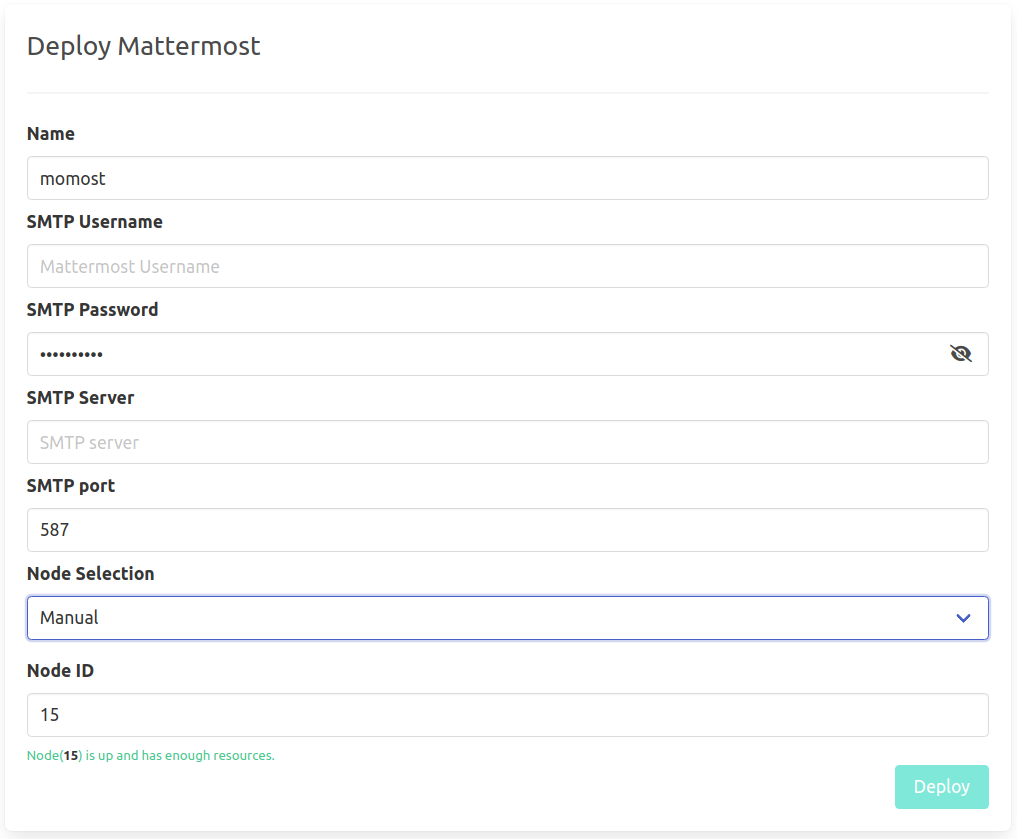 Deploy Mattermost
Name
momost
SMTP Username
Mattermost Username
SMTP Password
••••••••••
SMTP Server
SMTP server
SMTP port
587
Node Selection
Manual
Node ID
15
Node(15) is up and has enough resources.
Deploy